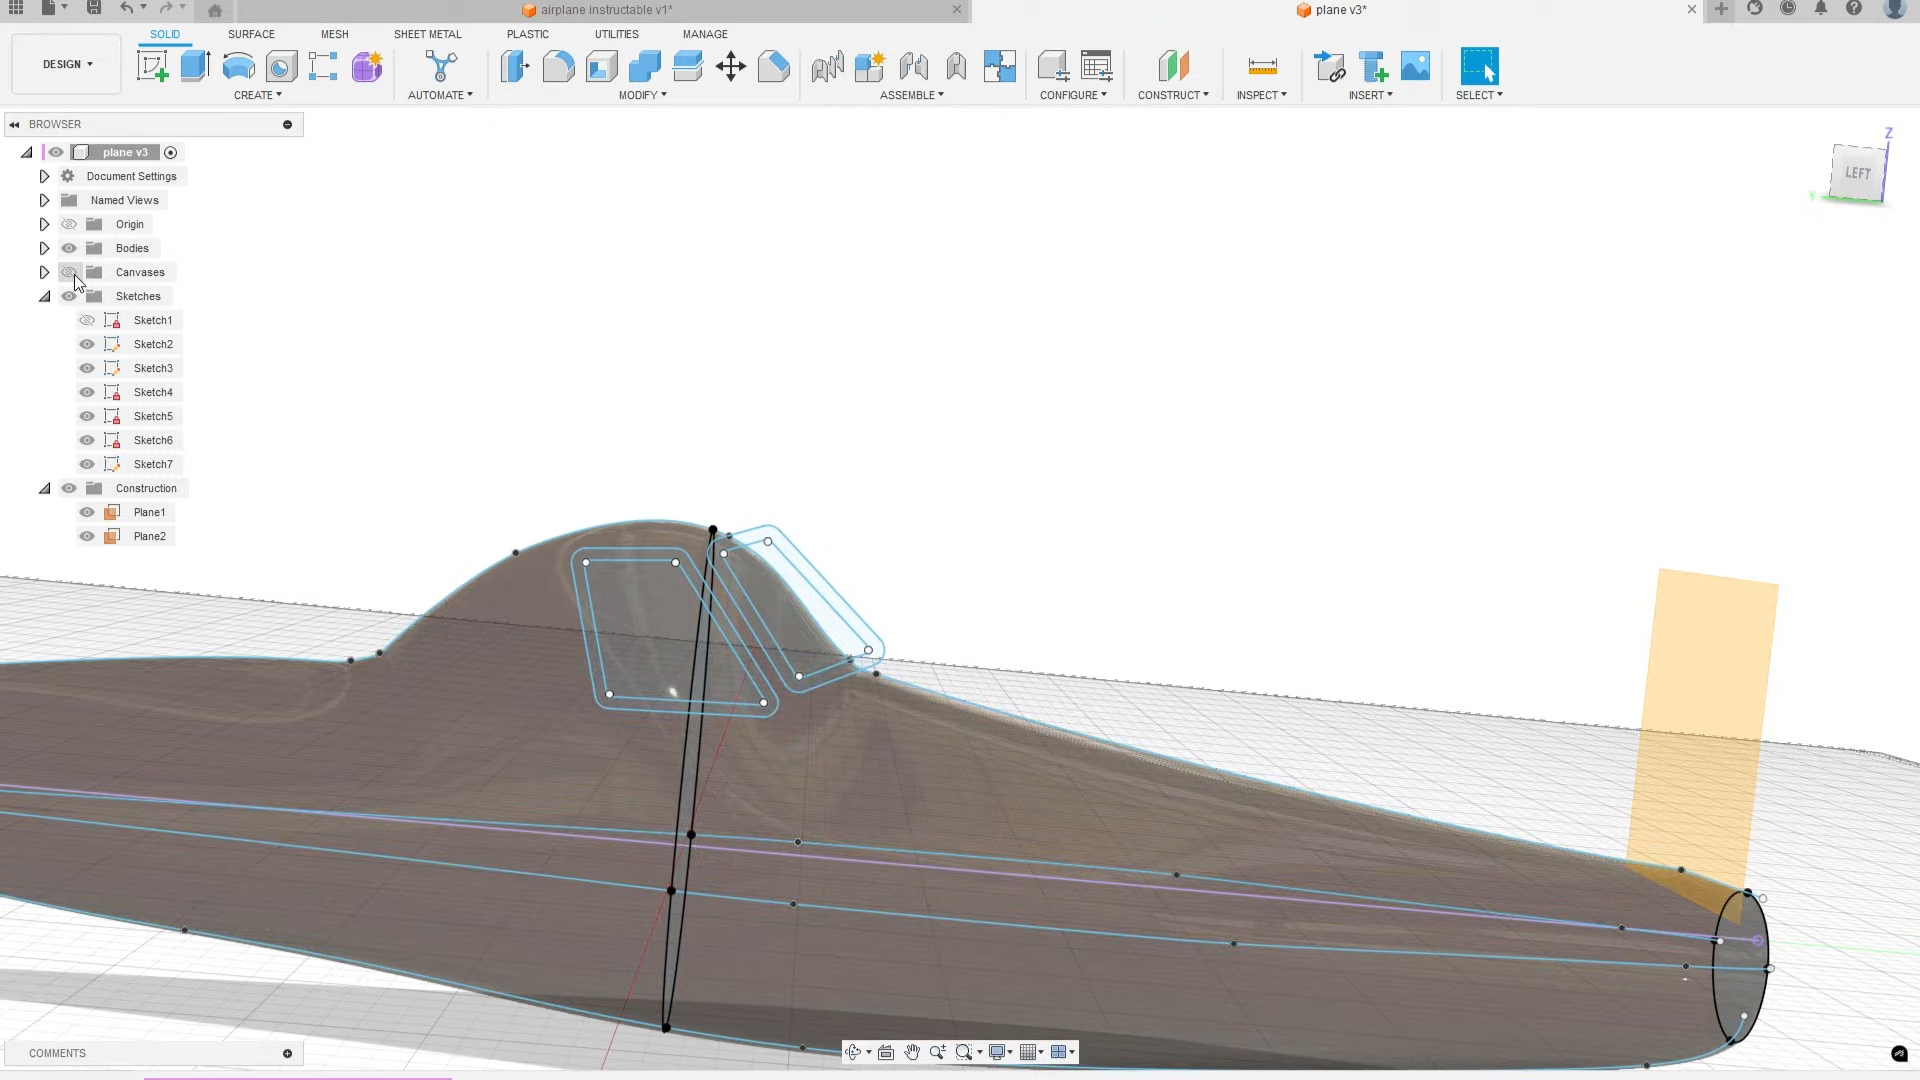 airplane instructable v1*
plane v3*
DESIGN
SOLID
SURFACE
MESH
SHEET METAL
PLASTIC
UTILITIES
MANAGE
CREATE
AUTOMATE
MODIFY
ASSEMBLE
CONFIGURE
CONSTRUCT
INSPECT
INSERT
SELECT
BROWSER
plane v3
Document Settings
Named Views
Origin
Bodies
Canvases
Sketches
Sketch1
Sketch2
Sketch3
Sketch4
Sketch5
Sketch6
Sketch7
Construction
Plane1
Plane2
Z
LEFT
Y
COMMENTS